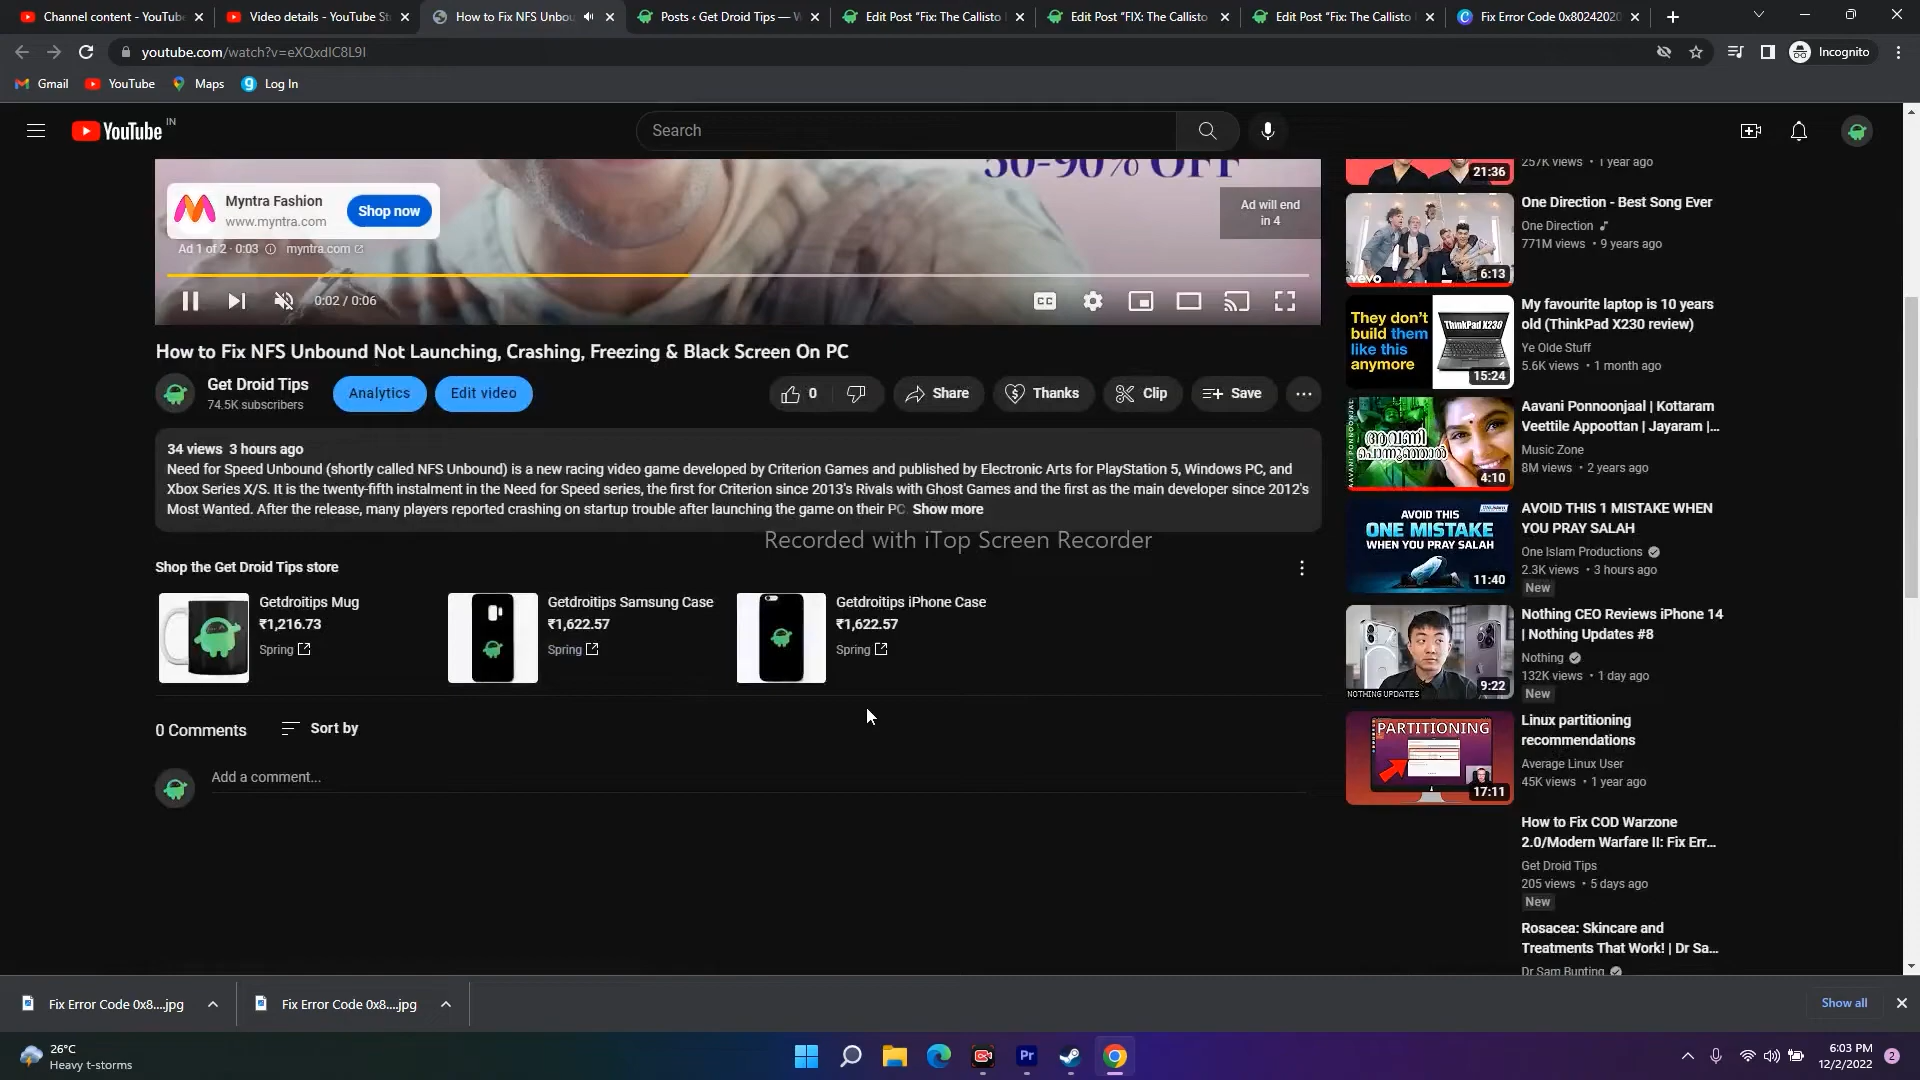 Channel content - YouTube
Video details - YouTube St
How to Fix NFS Unbou
Posts ‹ Get Droid Tips — W
Edit Post "Fix: The Callisto
Edit Post "FIX: The Callisto
Edit Post "Fix: The Callisto
Fix Error Code 0x80242020
youtube.com/watch?v=eXQxdIC8L9I
Incognito
Gmail
YouTube
Maps
Log In
YouTube IN
Search
50-90% OFF
Myntra Fashion
www.myntra.com
Shop now
Ad will end
in 4
Ad 1 of 2 · 0:03
myntra.com
0:02 / 0:06
CC
How to Fix NFS Unbound Not Launching, Crashing, Freezing & Black Screen On PC
Get Droid Tips
74.5K subscribers
Analytics
Edit video
0
Share
Thanks
Clip
Save
34 views 3 hours ago
Need for Speed Unbound (shortly called NFS Unbound) is a new racing video game developed by Criterion Games and published by Electronic Arts for PlayStation 5, Windows PC, and
Xbox Series X/S. It is the twenty-fifth instalment in the Need for Speed series, the first for Criterion since 2013's Rivals with Ghost Games and the first as the main developer since 2012's
Most Wanted. After the release, many players reported crashing on startup trouble after launching the game on their PC. Show more
Recorded with iTop Screen Recorder
Shop the Get Droid Tips store
Getdroitips Mug
₹1,216.73
Spring
Getdroitips Samsung Case
₹1,622.57
Spring
Getdroitips iPhone Case
₹1,622.57
Spring
0 Comments
Sort by
Add a comment...
21:36
257K views • 1 year ago
vevo
6:13
One Direction - Best Song Ever
One Direction
771M views • 9 years ago
They don't
build them
like this
anymore
ThinkPad X230
15:24
My favourite laptop is 10 years
old (ThinkPad X230 review)
Ye Olde Stuff
5.6K views • 1 month ago
ആവണി
പൊന്നൂഞ്ഞാൽ
4:10
Aavani Ponnoonjaal | Kottaram
Veettile Appoottan | Jayaram |...
Music Zone
8M views • 2 years ago
AVOID THIS
ONE MISTAKE
WHEN YOU PRAY SALAH
11:40
AVOID THIS 1 MISTAKE WHEN
YOU PRAY SALAH
One Islam Productions
2.3K views • 3 hours ago
New
NOTHING UPDATES
9:22
Nothing CEO Reviews iPhone 14
| Nothing Updates #8
Nothing
132K views • 1 day ago
New
PARTITIONING
17:11
Linux partitioning
recommendations
Average Linux User
45K views • 1 year ago
How to Fix COD Warzone
2.0/Modern Warfare II: Fix Err...
Get Droid Tips
205 views • 5 days ago
New
Rosacea: Skincare and
Treatments That Work! | Dr Sa...
Dr Sam Bunting
Fix Error Code 0x8....jpg
Fix Error Code 0x8....jpg
Show all
26°C
Heavy t-storms
Pr
6:03 PM
12/2/2022
2